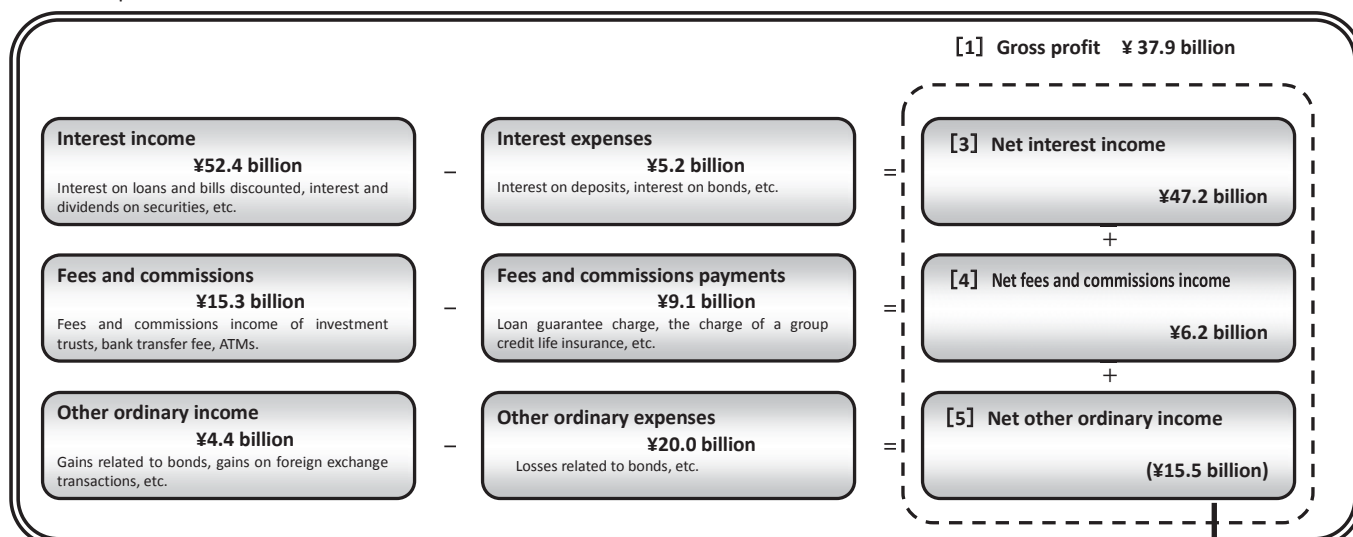 [1] Gross profit ¥ 37.9 billion
Interest income
¥52.4 billion
Interest on loans and bills discounted, interest and
dividends on securities, etc.
–
Interest expenses
¥5.2 billion
Interest on deposits, interest on bonds, etc.
=
[3] Net interest income
¥47.2 billion
+
Fees and commissions
¥15.3 billion
Fees and commissions income of investment
trusts, bank transfer fee, ATMs.
–
Fees and commissions payments
¥9.1 billion
Loan guarantee charge, the charge of a group
credit life insurance, etc.
=
[4] Net fees and commissions income
¥6.2 billion
+
Other ordinary income
¥4.4 billion
Gains related to bonds, gains on foreign exchange
transactions, etc.
–
Other ordinary expenses
¥20.0 billion
Losses related to bonds, etc.
=
[5] Net other ordinary income
(¥15.5 billion)